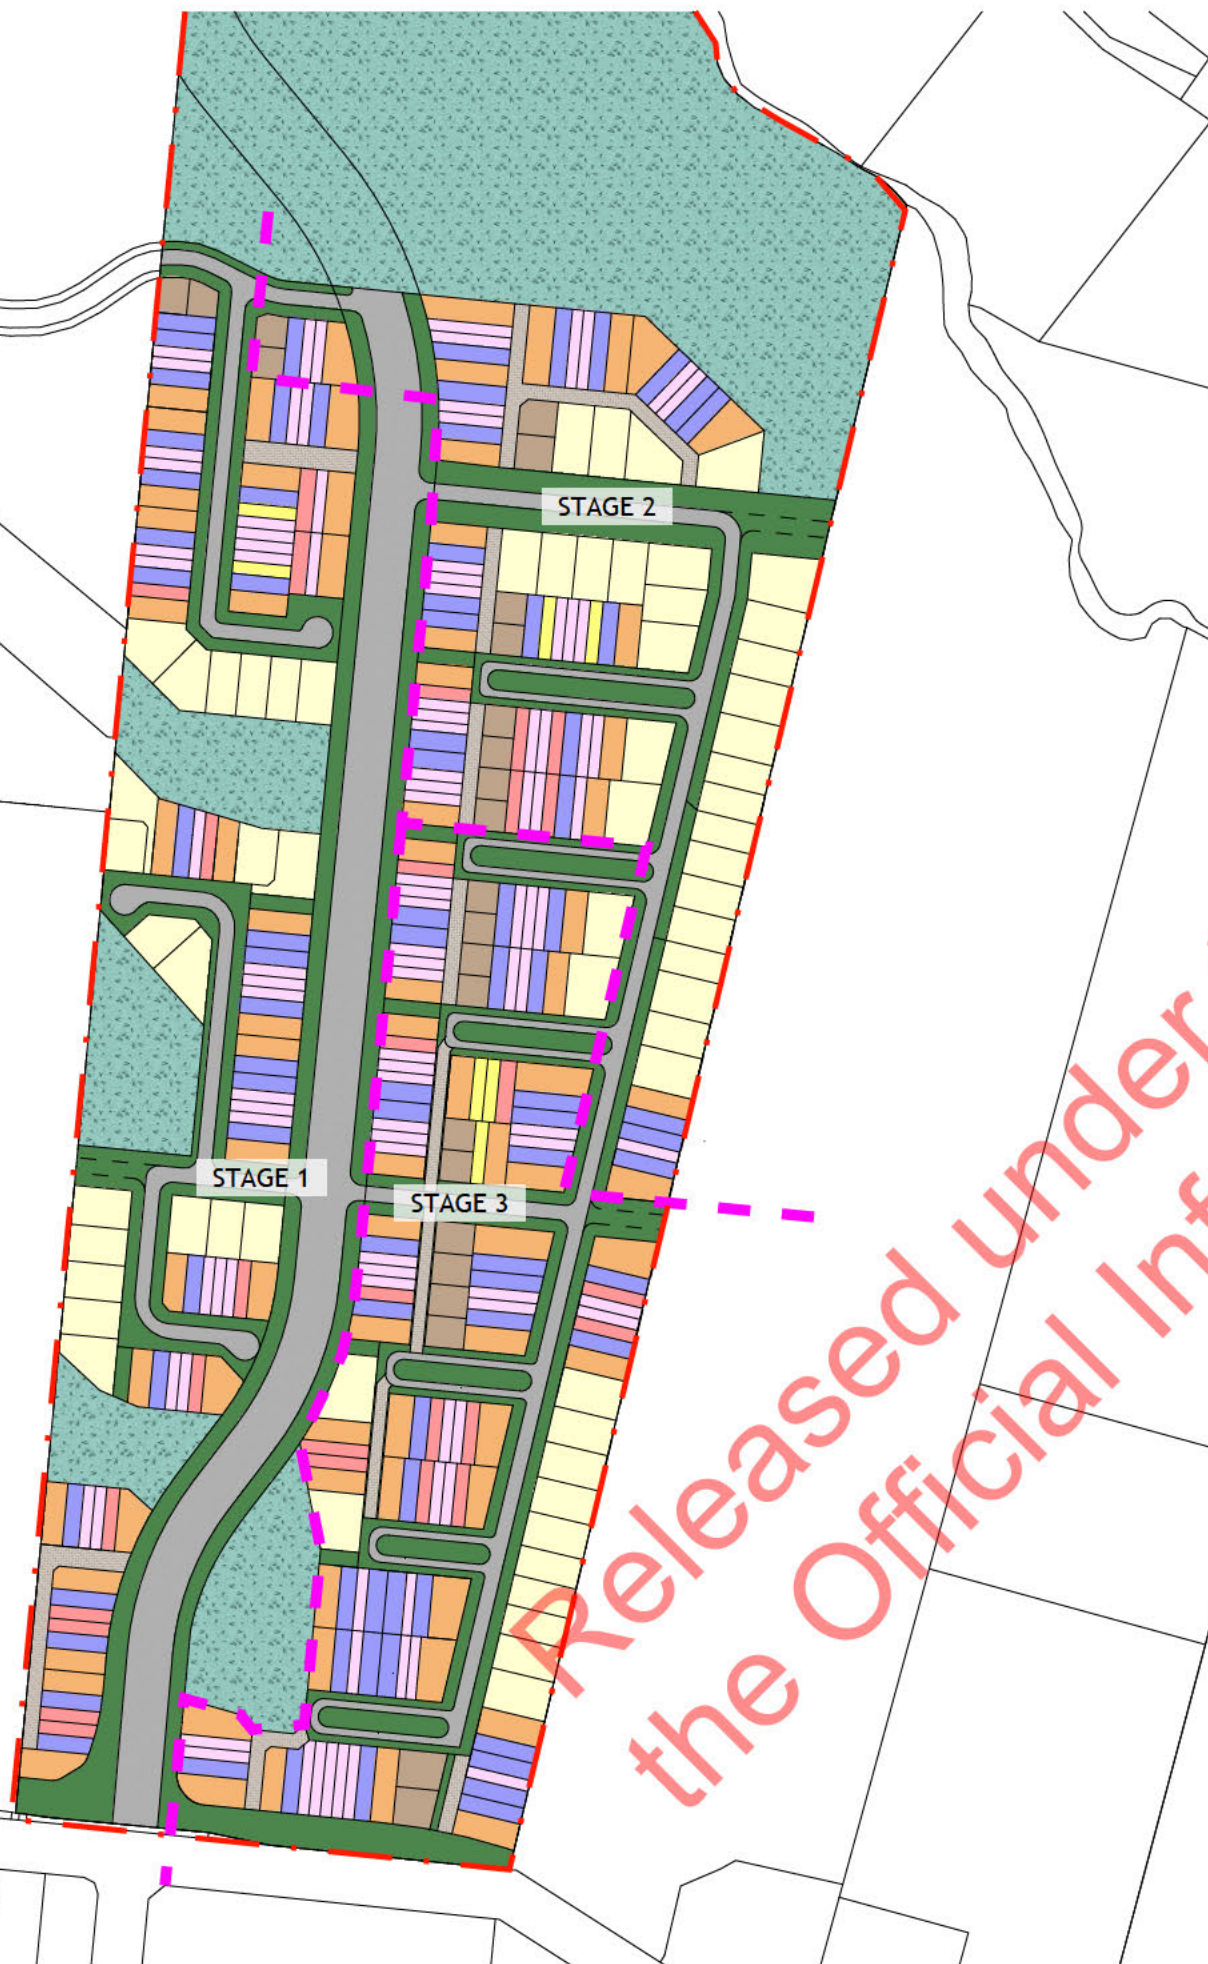 STAGE 2
STAGE 1
STAGE 3
Released under
the Official Inf